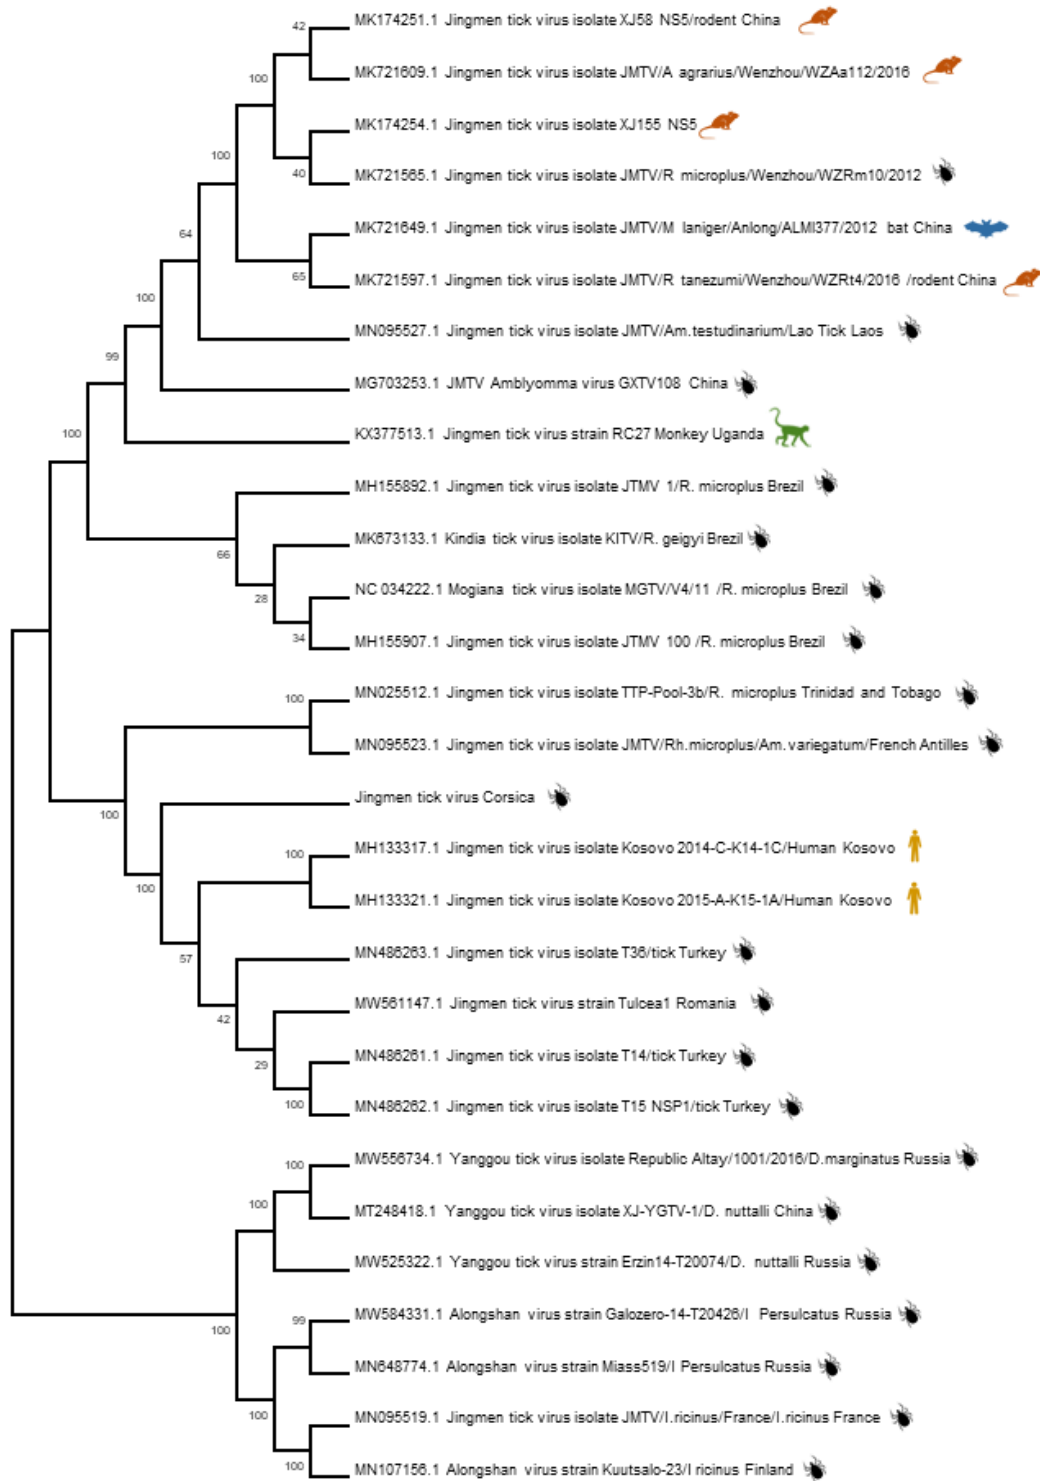 MK174251.1 Jingmen tick virus isolate XJ58 NS5/rodent China
42
MK721609.1 Jingmen tick virus isolate JMTV/A agrarius/Wenzhou/WZAa112/2016
100
MK174254.1 Jingmen tick virus isolate XJ155 NS5
100
40
MK721565.1 Jingmen tick virus isolate JMTV/R microplus/Wenzhou/WZRm10/2012
64
MK721649.1 Jingmen tick virus isolate JMTV/M laniger/Anlong/ALMI377/2012 bat China
65
MK721597.1 Jingmen tick virus isolate JMTV/R tanezumi/Wenzhou/WZRt4/2016 /rodent China
100
MN095527.1 Jingmen tick virus isolate JMTV/Am.testudinarium/Lao Tick Laos
99
MG703253.1 JMTV Amblyomma virus GXTV108 China
100
KX377513.1 Jingmen tick virus strain RC27 Monkey Uganda
MH155892.1 Jingmen tick virus isolate JTMV 1/R. microplus Brezil
66
MK673133.1 Kindia tick virus isolate KITV/R. geigyi Brezil
28
NC 034222.1 Mogiana tick virus isolate MGTV/V4/11 /R. microplus Brezil
34
MH155907.1 Jingmen tick virus isolate JTMV 100 /R. microplus Brezil
100
MN025512.1 Jingmen tick virus isolate TTP-Pool-3b/R. microplus Trinidad and Tobago
MN095523.1 Jingmen tick virus isolate JMTV/Rh.microplus/Am.variegatum/French Antilles
100
Jingmen tick virus Corsica
100
MH133317.1 Jingmen tick virus isolate Kosovo 2014-C-K14-1C/Human Kosovo
100
MH133321.1 Jingmen tick virus isolate Kosovo 2015-A-K15-1A/Human Kosovo
57
MN486263.1 Jingmen tick virus isolate T36/tick Turkey
42
MW561147.1 Jingmen tick virus strain Tulcea1 Romania
29
MN486261.1 Jingmen tick virus isolate T14/tick Turkey
100
MN486262.1 Jingmen tick virus isolate T15 NSP1/tick Turkey
100
MW556734.1 Yanggou tick virus isolate Republic Altay/1001/2016/D.marginatus Russia
100
MT248418.1 Yanggou tick virus isolate XJ-YGTV-1/D. nuttalli China
MW525322.1 Yanggou tick virus strain Erzin14-T20074/D. nuttalli Russia
100
99
MW584331.1 Alongshan virus strain Galozero-14-T20426/I Persulcatus Russia
MN648774.1 Alongshan virus strain Miass519/I Persulcatus Russia
100
MN095519.1 Jingmen tick virus isolate JMTV/I.ricinus/France/I.ricinus France
100
MN107156.1 Alongshan virus strain Kuutsalo-23/I ricinus Finland